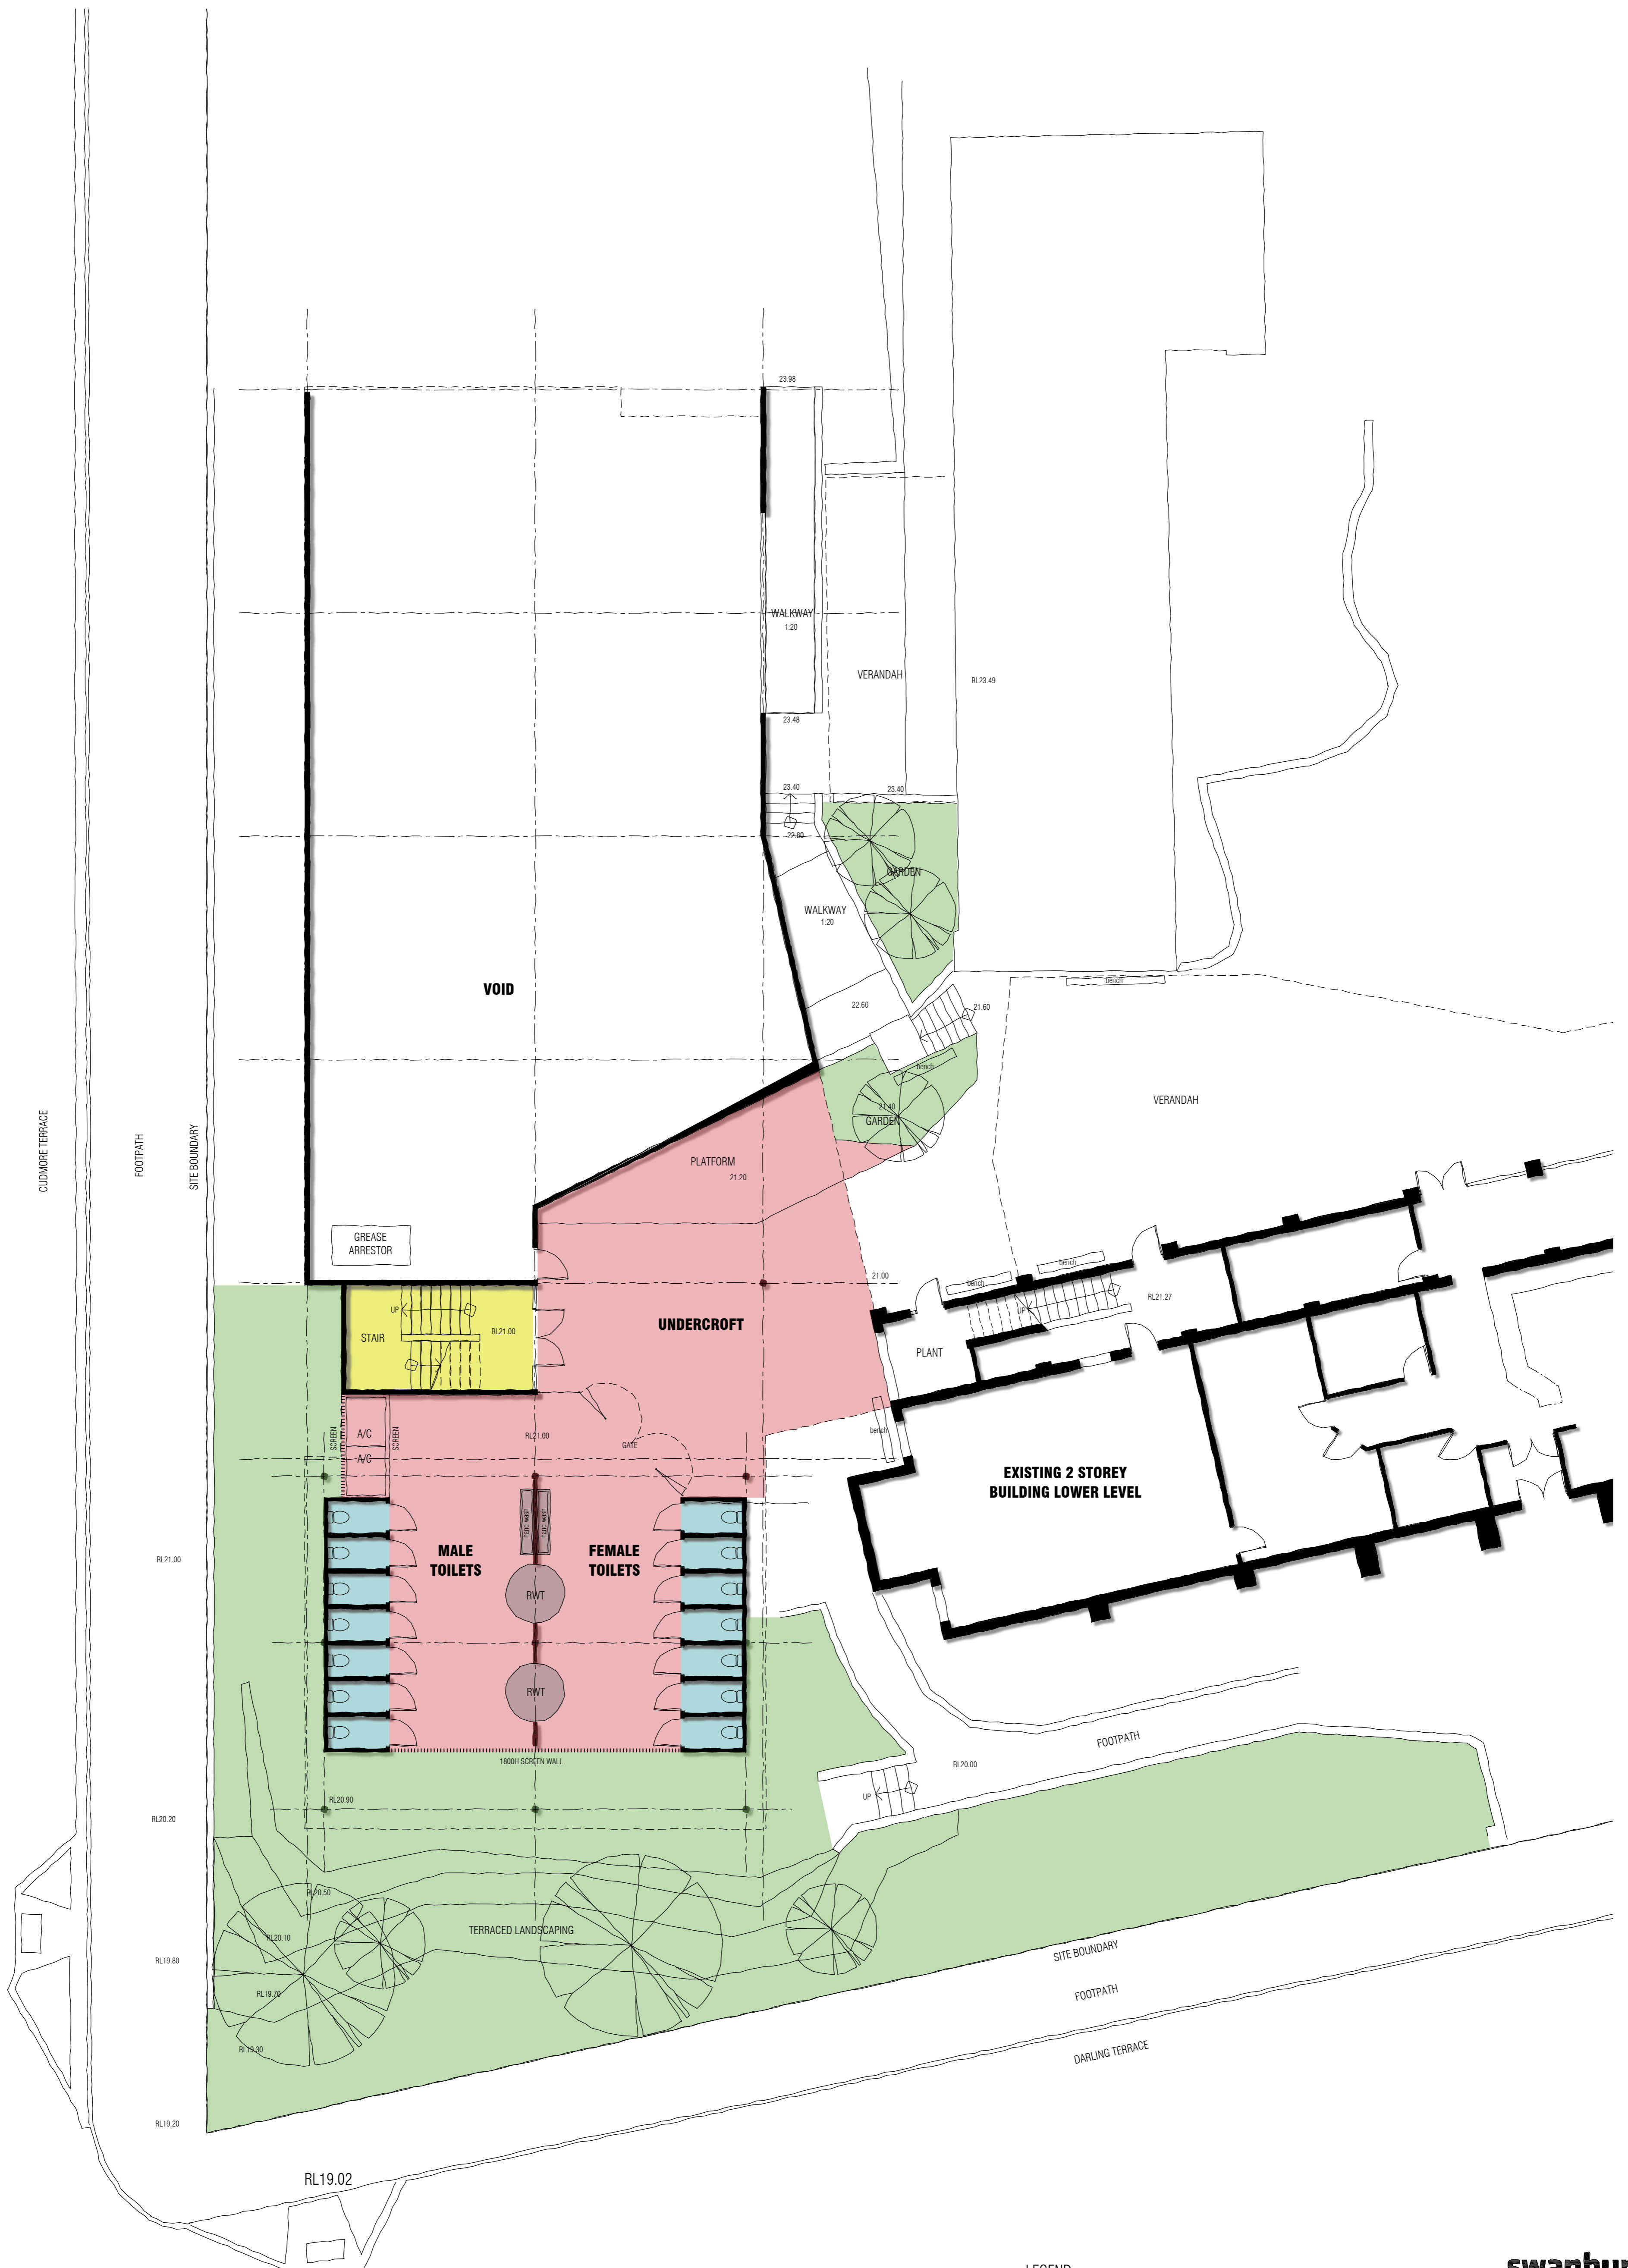 23.98
WALKWAY
1:20
VERANDAH
RL23.49
23.48
23.40
23.40
22.80
GARDEN
WALKWAY
1:20
VOID
bench
22.60
21.60
bench
21.40
GARDEN
VERANDAH
CUDMORE TERRACE
FOOTPATH
SITE BOUNDARY
PLATFORM
21.20
GREASE
ARRESTOR
21.00
bench
bench
UP
RL21.27
UP
STAIR
RL21.00
UNDERCROFT
PLANT
SCREEN
A/C
A/C
SCREEN
RL21.00
GATE
bench
EXISTING 2 STOREY
BUILDING LOWER LEVEL
hand wash
hand wash
RL21.00
MALE
TOILETS
FEMALE
TOILETS
RWT
RWT
1800H SCREEN WALL
FOOTPATH
RL20.00
UP
RL20.90
RL20.20
RL20.50
TERRACED LANDSCAPING
RL20.10
SITE BOUNDARY
RL19.80
RL19.70
FOOTPATH
RL19.30
DARLING TERRACE
RL19.20
RL19.02